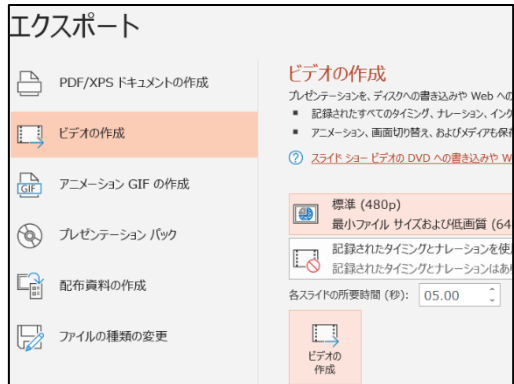 エクスポート
PDF/XPS ドキュメントの作成
ビデオの作成
アニメーション GIF の作成
プレゼンテーション パック
配布資料の作成
ファイルの種類の変更
ビデオの作成
プレゼンテーションを、ディスクへの書き込みや Web への
記録されたすべてのタイミング、ナレーション、インク
アニメーション、画面切り替え、およびメディアも保
スライド ショー ビデオの DVD への書き込みや W
標準 (480p)
最小ファイル サイズおよび低画質 (64
記録されたタイミングとナレーションを使
記録されたタイミングとナレーションはあ
各スライドの所要時間 (秒): 05.00
ビデオの
作成